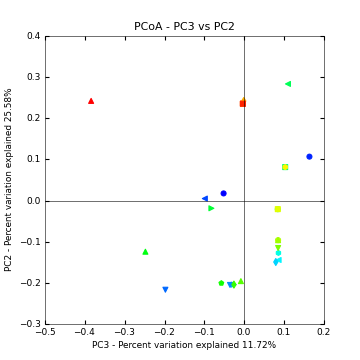 PCoA - PC3 vs PC2
PC2 - Percent variation explained 25.58%
0.4
0.3
0.2
0.1
0.0
−0.1
−0.2
−0.3
−0.5 −0.4 −0.3 −0.2 −0.1 0.0 0.1 0.2
PC3 - Percent variation explained 11.72%